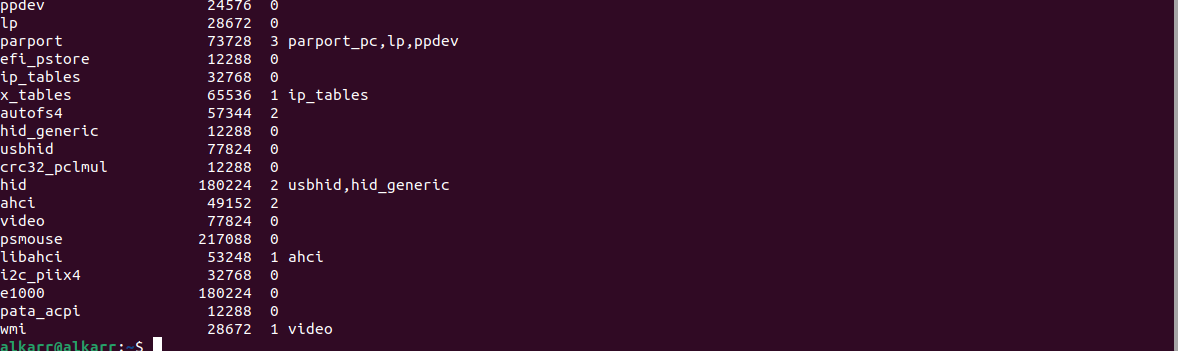 ppdev 24576 0
lp 28672 0
parport 73728 3 parport_pc,lp,ppdev
efi_pstore 12288 0
ip_tables 32768 0
x_tables 65536 1 ip_tables
autofs4 57344 2
hid_generic 12288 0
usbhid 77824 0
crc32_pclmul 12288 0
hid 180224 2 usbhid,hid_generic
ahci 49152 2
video 77824 0
psmouse 217088 0
libahci 53248 1 ahci
i2c_piix4 32768 0
e1000 180224 0
pata_acpi 12288 0
wmi 28672 1 video
alkarr@alkarr:~$